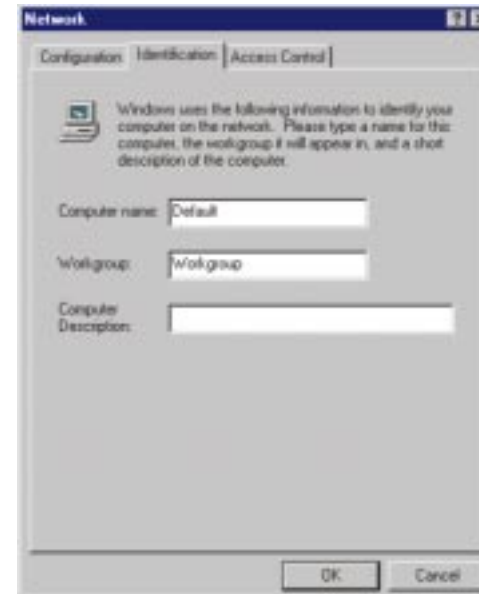 Network
Configuration Identification Access Control
Windows uses the following information to identify your
computer on the network. Please type a name for this
computer, the workgroup it will appear in, and a short
description of the computer.
Computer name: Default
Workgroup: Workgroup
Computer
Description:
OK Cancel